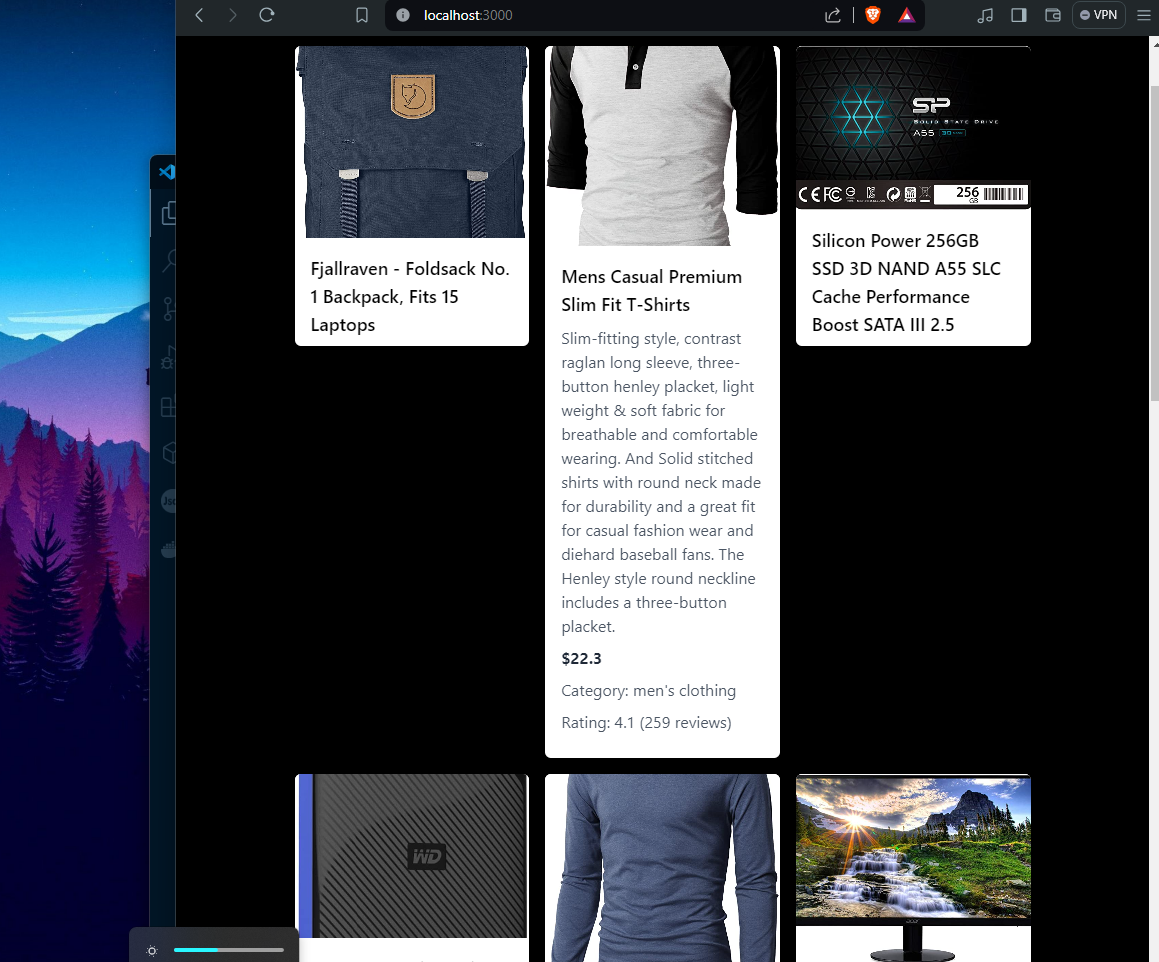 localhost:3000
VPN
SP
SOLID STATE DRIVE
A55
256
GB
Fjallraven - Foldsack No.
1 Backpack, Fits 15
Laptops
Mens Casual Premium
Slim Fit T-Shirts
Slim-fitting style, contrast
raglan long sleeve, three-
button henley placket, light
weight & soft fabric for
breathable and comfortable
wearing. And Solid stitched
shirts with round neck made
for durability and a great fit
for casual fashion wear and
diehard baseball fans. The
Henley style round neckline
includes a three-button
placket.
$22.3
Category: men's clothing
Rating: 4.1 (259 reviews)
Silicon Power 256GB
SSD 3D NAND A55 SLC
Cache Performance
Boost SATA III 2.5
WD